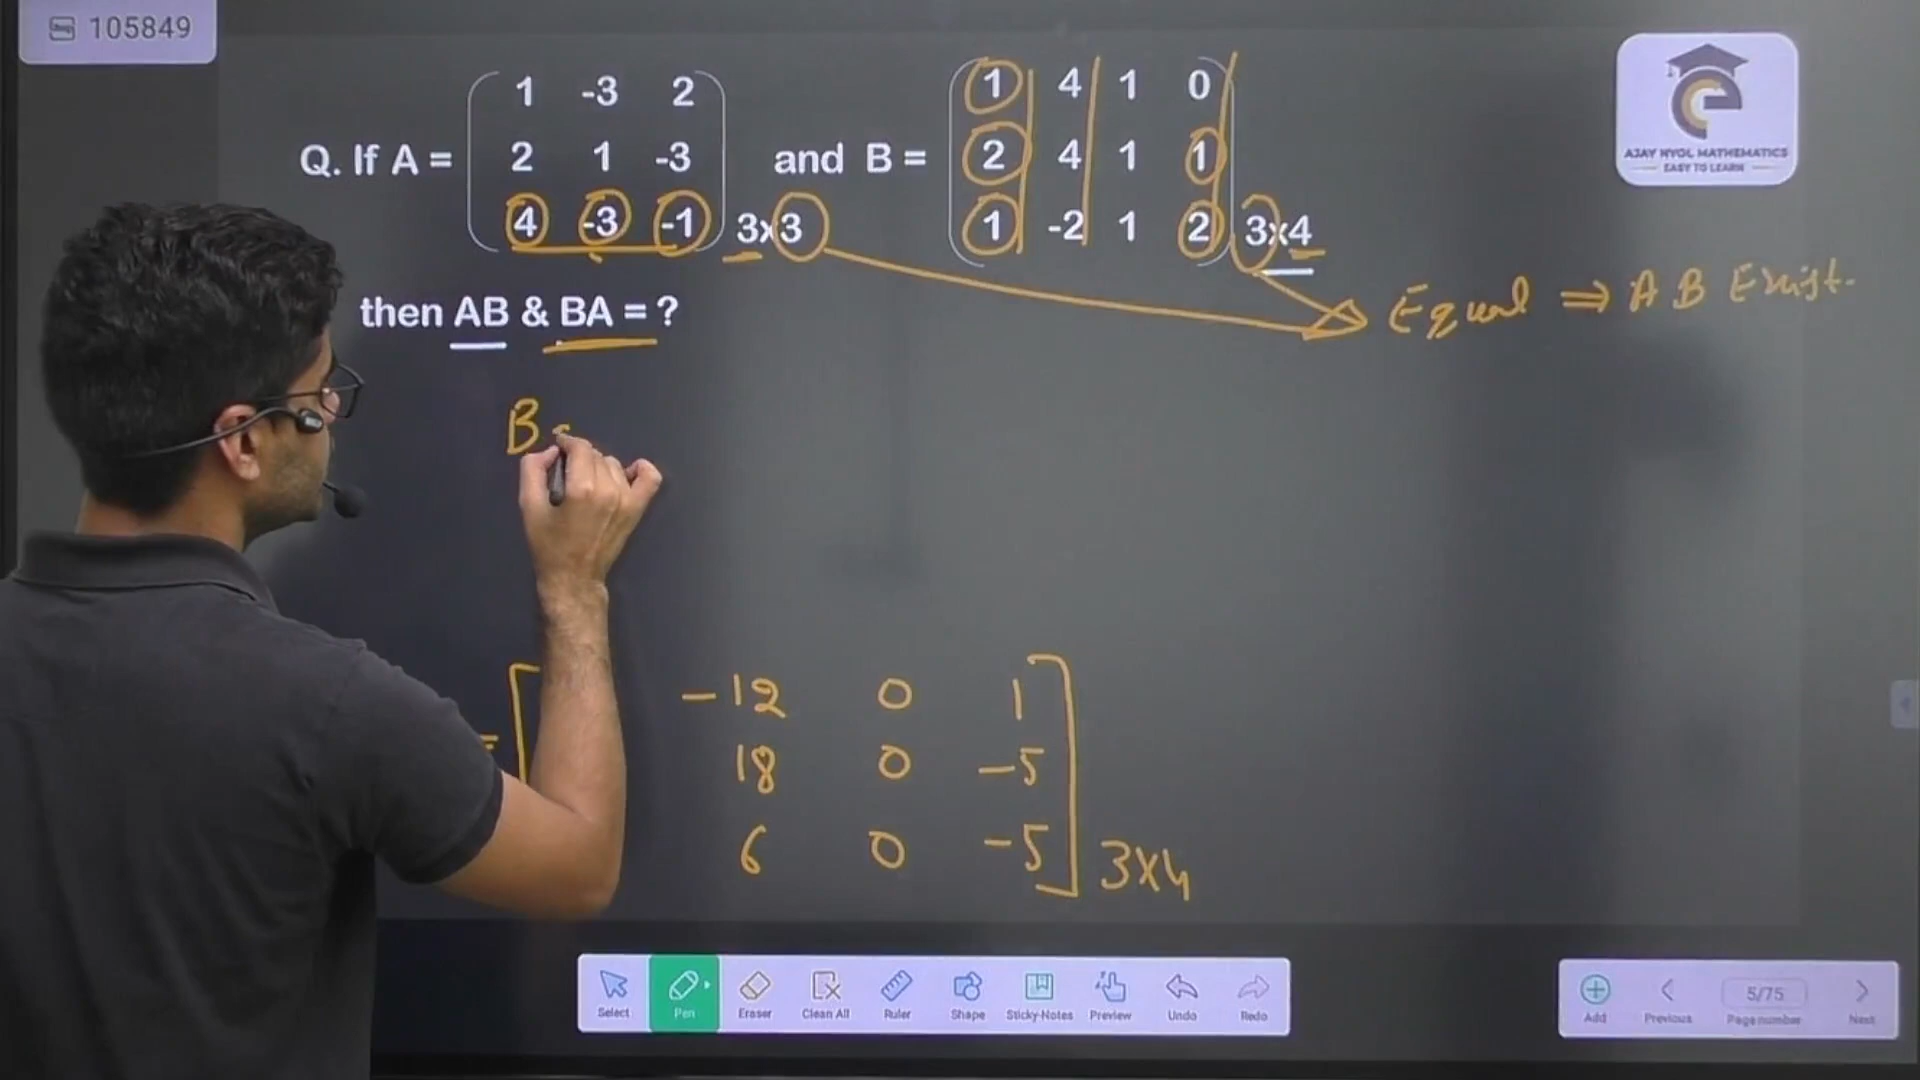 105849
1 -3 2
Q. If A = 2 1 -3
4 -3 -1 3x3
and B =
1 4 1 0
2 4 1 1
1 -2 1 2 3x4
AJAY NYOL MATHEMATICS
EASY TO LEARN
Equal ⇒ AB Exist.
then AB & BA = ?
B =
= -12 0 1
18 0 -5
6 0 -5 3x4
Select Pen Eraser Clean All Ruler Shape Sticky-Notes Preview Undo Redo
5/75
Add Previous Page number Next